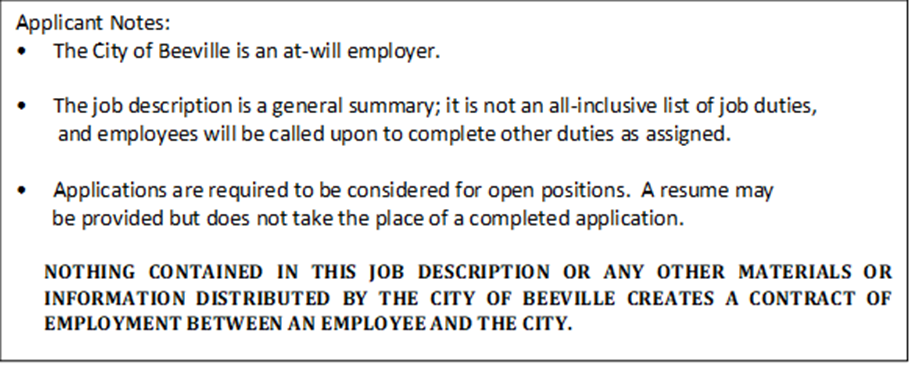 Applicant Notes:
• The City of Beeville is an at-will employer.
• The job description is a general summary; it is not an all-inclusive list of job duties,
and employees will be called upon to complete other duties as assigned.
• Applications are required to be considered for open positions. A resume may
be provided but does not take the place of a completed application.
NOTHING CONTAINED IN THIS JOB DESCRIPTION OR ANY OTHER MATERIALS OR
INFORMATION DISTRIBUTED BY THE CITY OF BEEVILLE CREATES A CONTRACT OF
EMPLOYMENT BETWEEN AN EMPLOYEE AND THE CITY.